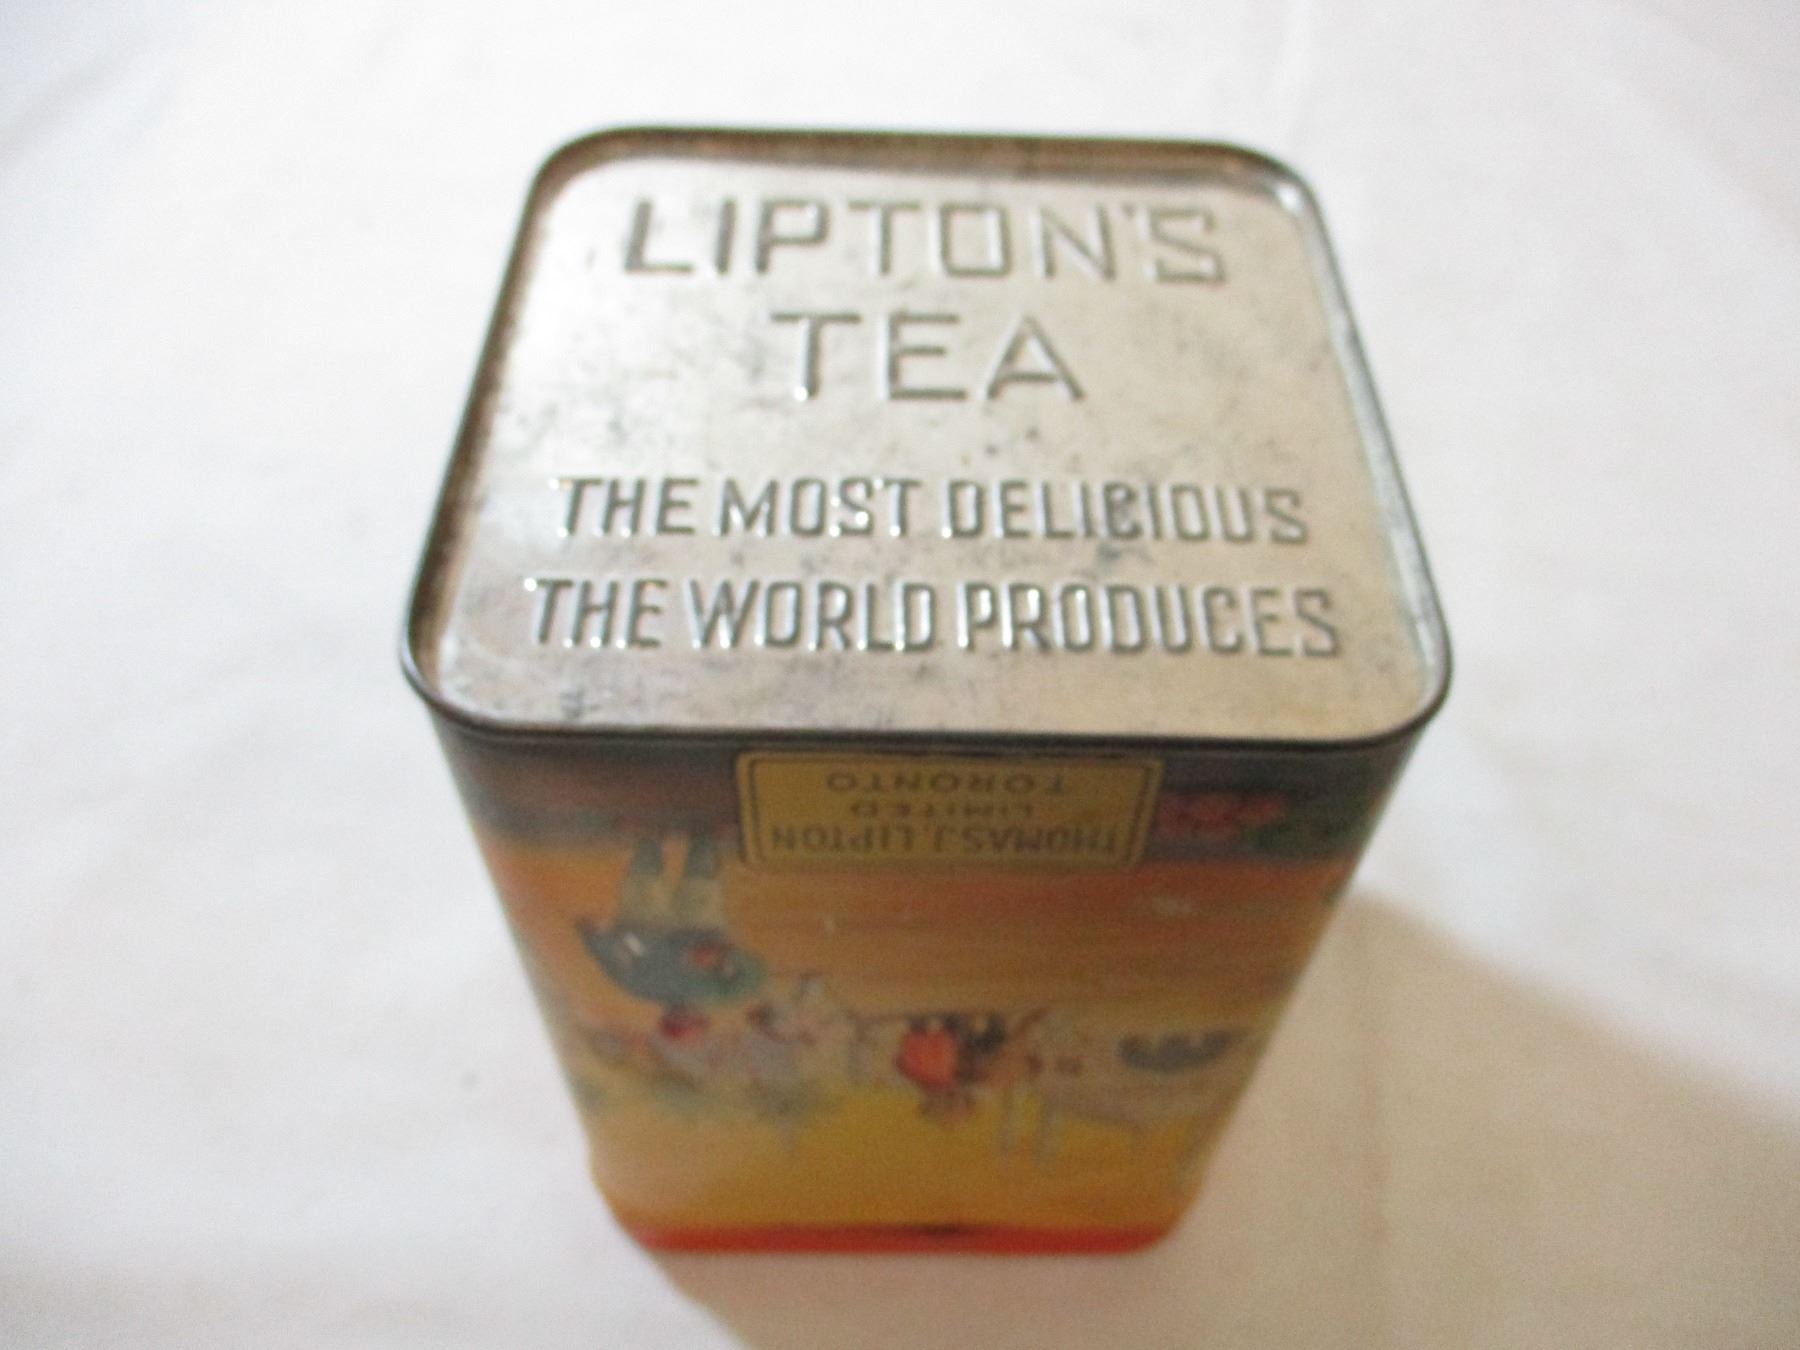 LIPTON'S
TEA
THE MOST DELICIOUS
THE WORLD PRODUCES
THOMAS J. LIPTON
LIMITED
TORONTO